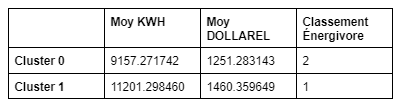 Moy KWH Moy DOLLAREL Classement Énergivore
Cluster 0 9157.271742 1251.283143 2
Cluster 1 11201.298460 1460.359649 1